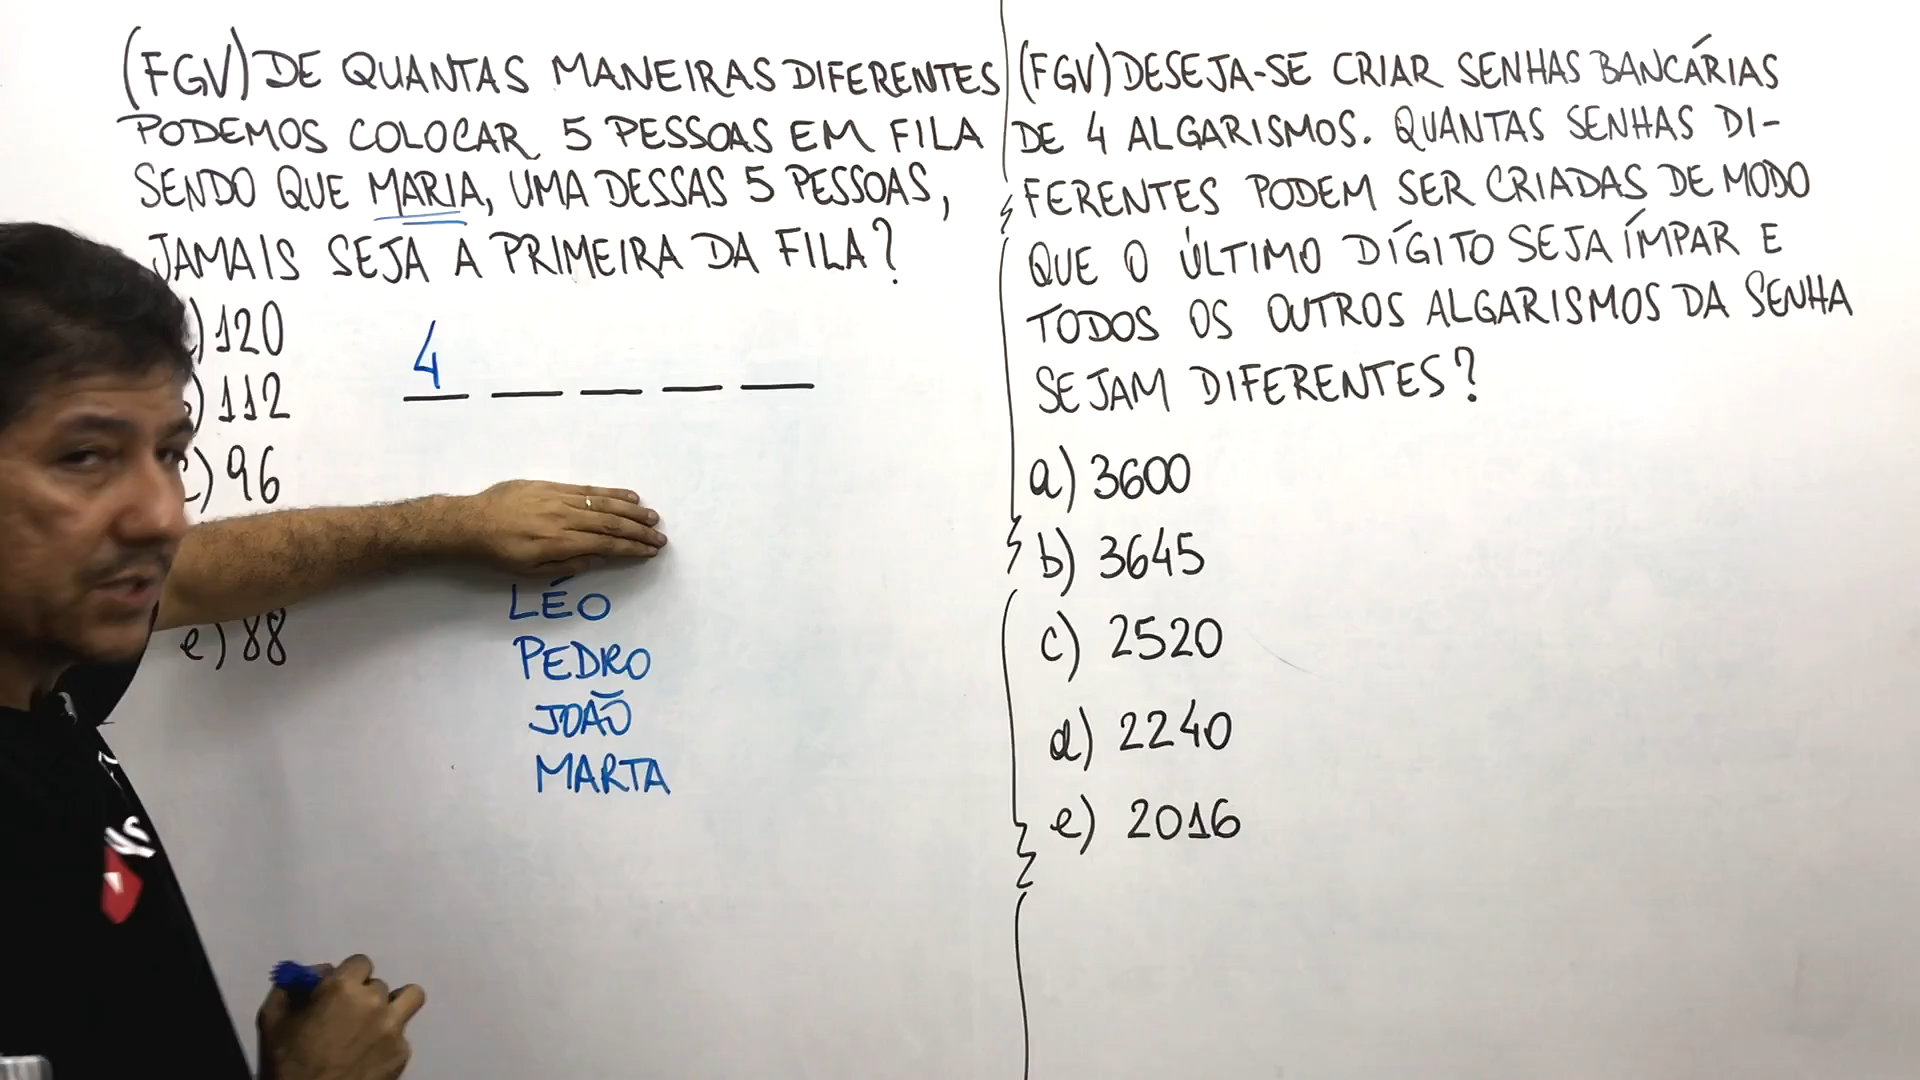 (FGV) DE QUANTAS MANEIRAS DIFERENTES
PODEMOS COLOCAR 5 PESSOAS EM FILA
SENDO QUE MARIA, UMA DESSAS 5 PESSOAS,
JAMAIS SEJA A PRIMEIRA DA FILA?
) 120
) 112
c) 96
e) 88
4
LÉO
PEDRO
JOÃO
MARTA
(FGV) DESEJA-SE CRIAR SENHAS BANCÁRIAS
DE 4 ALGARISMOS. QUANTAS SENHAS DI-
FERENTES PODEM SER CRIADAS DE MODO
QUE O ÚLTIMO DÍGITO SEJA ÍMPAR E
TODOS OS OUTROS ALGARISMOS DA SENHA
SEJAM DIFERENTES?
a) 3600
b) 3645
c) 2520
d) 2240
e) 2016